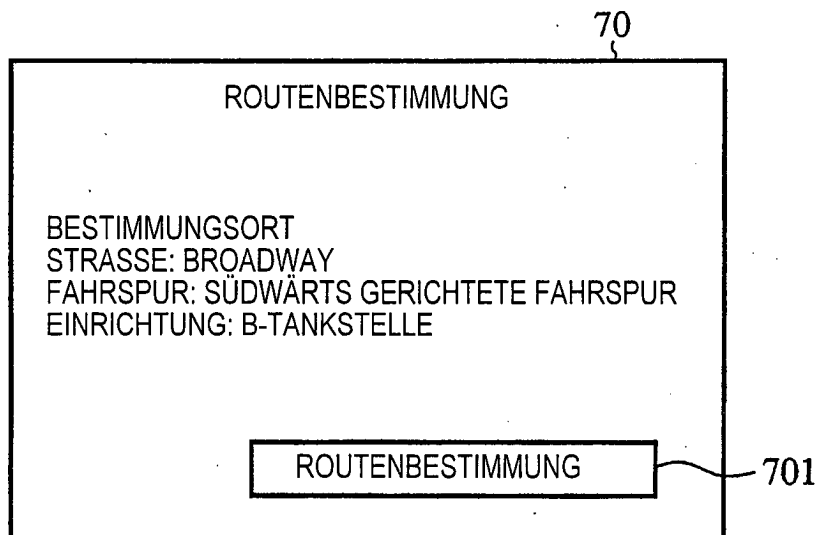 70
ROUTENBESTIMMUNG
BESTIMMUNGSORT
STRASSE: BROADWAY
FAHRSPUR: SÜDWÄRTS GERICHTETE FAHRSPUR
EINRICHTUNG: B-TANKSTELLE
ROUTENBESTIMMUNG
701